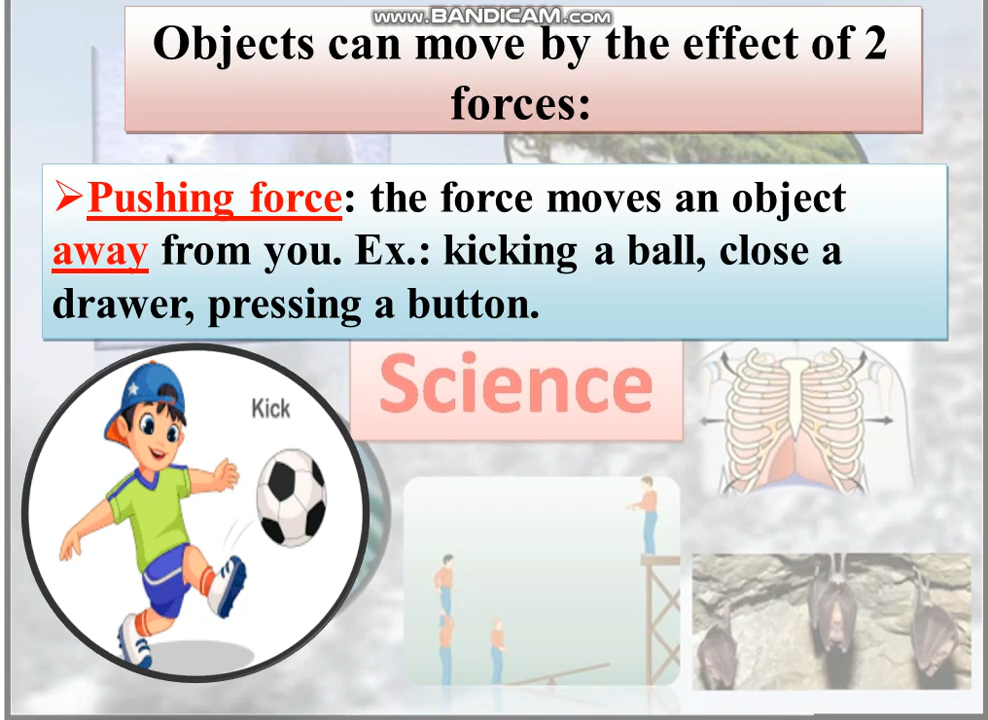 www.BANDICAM.com
Objects can move by the effect of 2
forces:
➢Pushing force: the force moves an object
away from you. Ex.: kicking a ball, close a
drawer, pressing a button.
Kick
Science